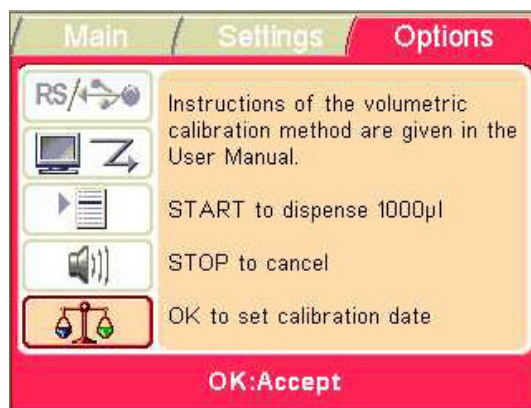 Main Settings Options
RS/
Instructions of the volumetric
calibration method are given in the
User Manual.
START to dispense 1000µl
STOP to cancel
OK to set calibration date
OK:Accept